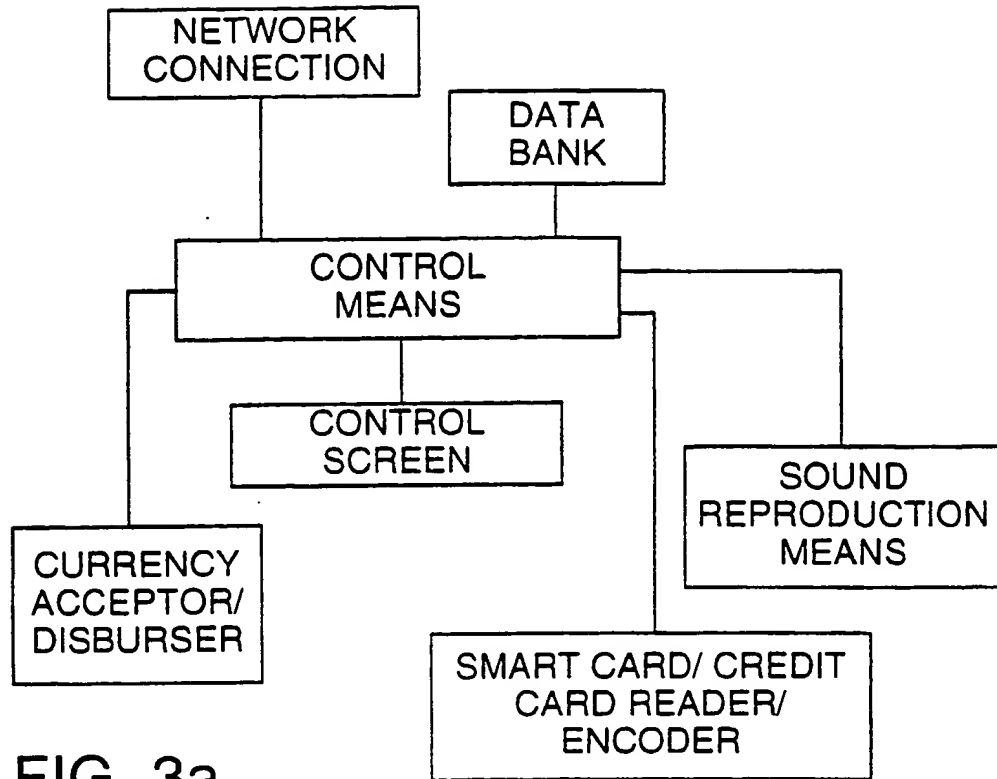 NETWORK
CONNECTION
DATA
BANK
CONTROL
MEANS
CONTROL
SCREEN
SOUND
REPRODUCTION
MEANS
CURRENCY
ACCEPTOR/
DISBURSER
SMART CARD/ CREDIT
CARD READER/
ENCODER
FIG. 3a